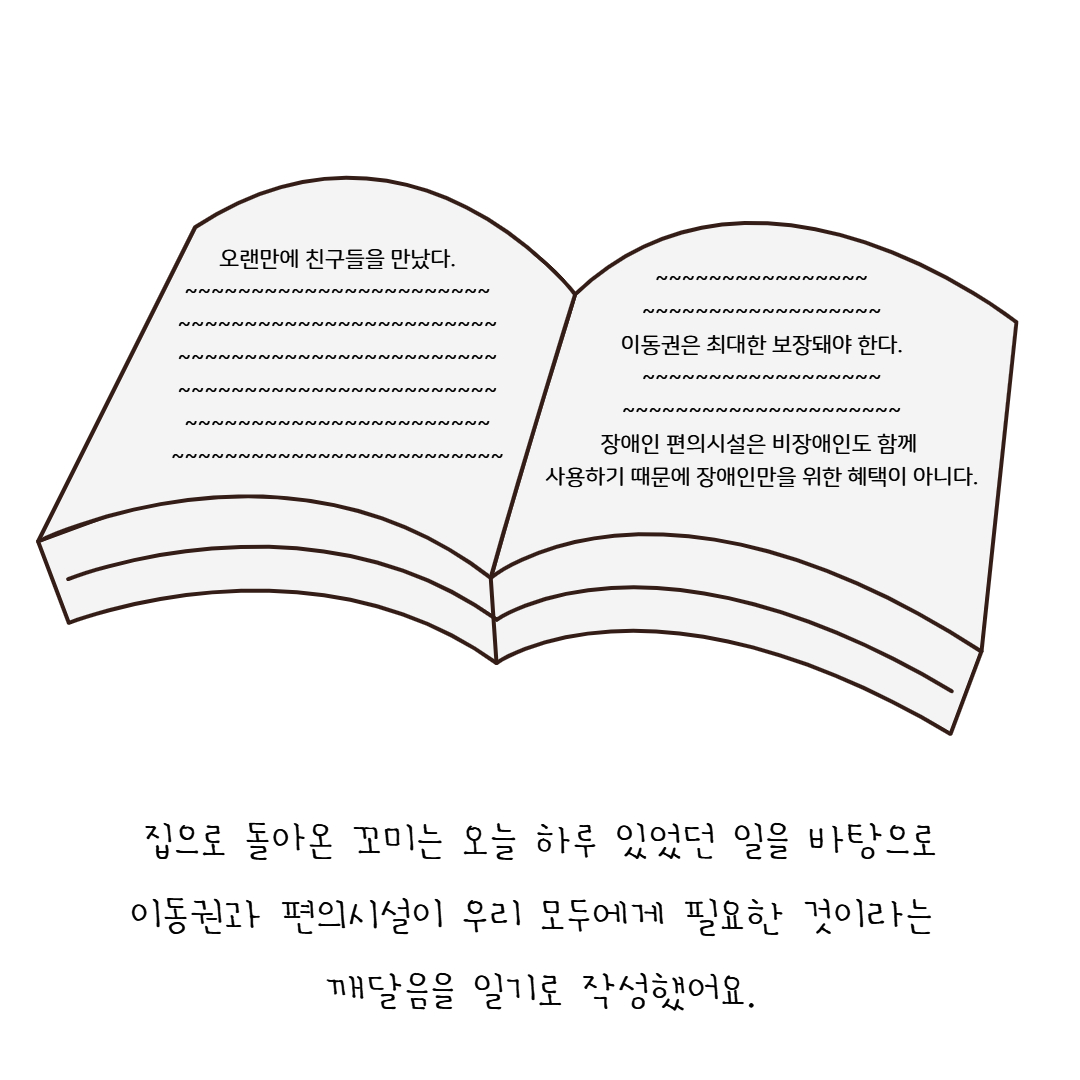 오랜만에 친구들을 만났다.
~~~~~~~~~~~~~~~~~~~~~~~
~~~~~~~~~~~~~~~~~~~~~~~~
~~~~~~~~~~~~~~~~~~~~~~~~
~~~~~~~~~~~~~~~~~~~~~~~~
~~~~~~~~~~~~~~~~~~~~~~~
~~~~~~~~~~~~~~~~~~~~~~~~~
~~~~~~~~~~~~~~~~
~~~~~~~~~~~~~~~~~~
이동권은 최대한 보장돼야 한다.
~~~~~~~~~~~~~~~~~~
~~~~~~~~~~~~~~~~~~~~~
장애인 편의시설은 비장애인도 함께
사용하기 때문에 장애인만을 위한 혜택이 아니다.
집으로 돌아온 꼬미는 오늘 하루 있었던 일을 바탕으로
이동권과 편의시설이 우리 모두에게 필요한 것이라는
깨달음을 일기로 작성했어요.